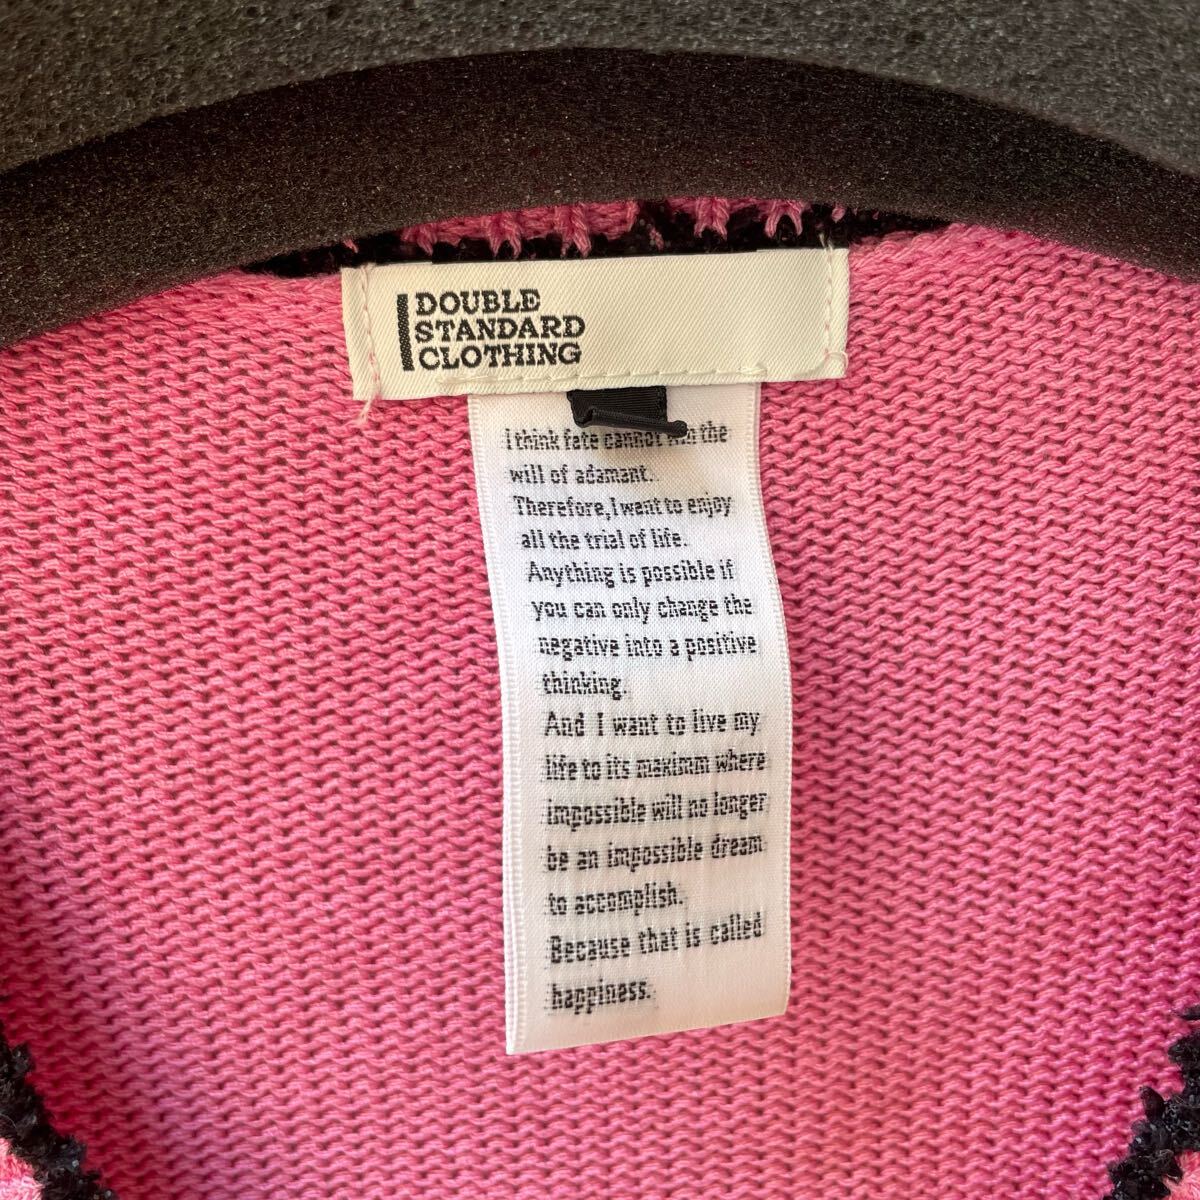 DOUBLE
STANDARD
CLOTHING
I think fate cannot the
will of adamant.
Therefore, I want to enjoy
all the trial of life.
Anything is possible if
you can only change the
negative into a positive
thinking.
And I want to live my
life to its maximm where
impossible will no longer
be an impossible dream
to accomplish.
Because that is called
happiness.